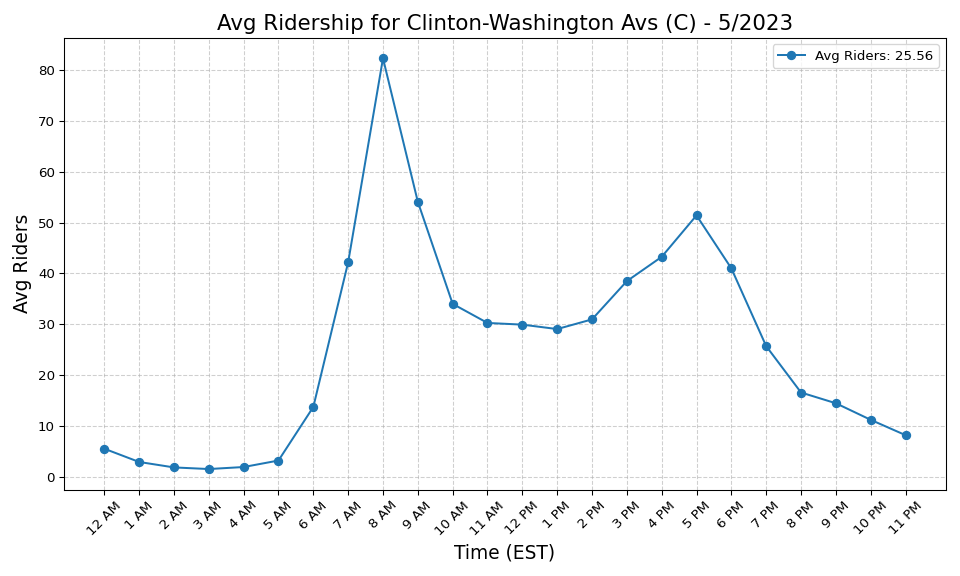 Avg Ridership for Clinton-Washington Avs (C) - 5/2023
Avg Riders: 25.56
Avg Riders
80
70
60
50
40
30
20
10
0
12 AM
1 AM
2 AM
3 AM
4 AM
5 AM
6 AM
7 AM
8 AM
9 AM
10 AM
11 AM
12 PM
1 PM
2 PM
3 PM
4 PM
5 PM
6 PM
7 PM
8 PM
9 PM
10 PM
11 PM
Time (EST)